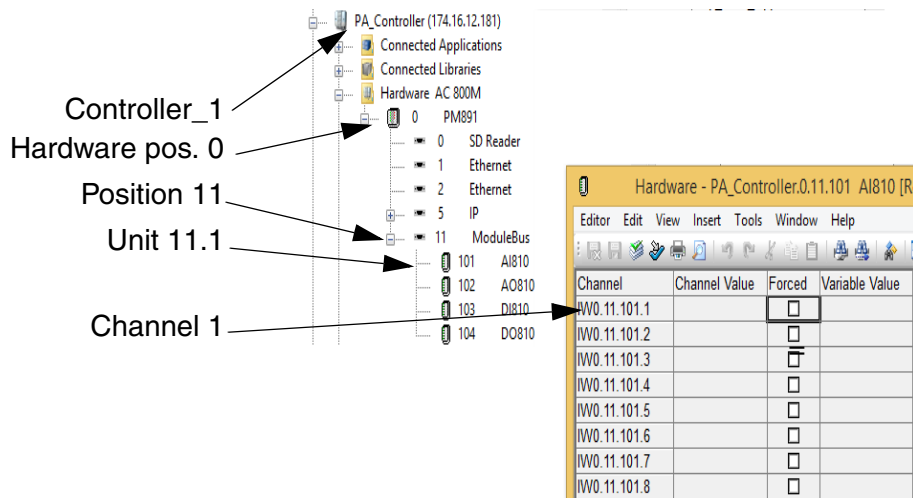 PA_Controller (174.16.12.181)
Connected Applications
Connected Libraries
Hardware AC 800M
0 PM891
0 SD Reader
1 Ethernet
2 Ethernet
5 IP
11 ModuleBus
101 AI810
102 AO810
103 DI810
104 DO810
Controller_1
Hardware pos. 0
Position 11
Unit 11.1
Channel 1
Hardware - PA_Controller.0.11.101 AI810 [R
Editor Edit View Insert Tools Window Help
Channel Channel Value Forced Variable Value
IW0.11.101.1
IW0.11.101.2
IW0.11.101.3
IW0.11.101.4
IW0.11.101.5
IW0.11.101.6
IW0.11.101.7
IW0.11.101.8